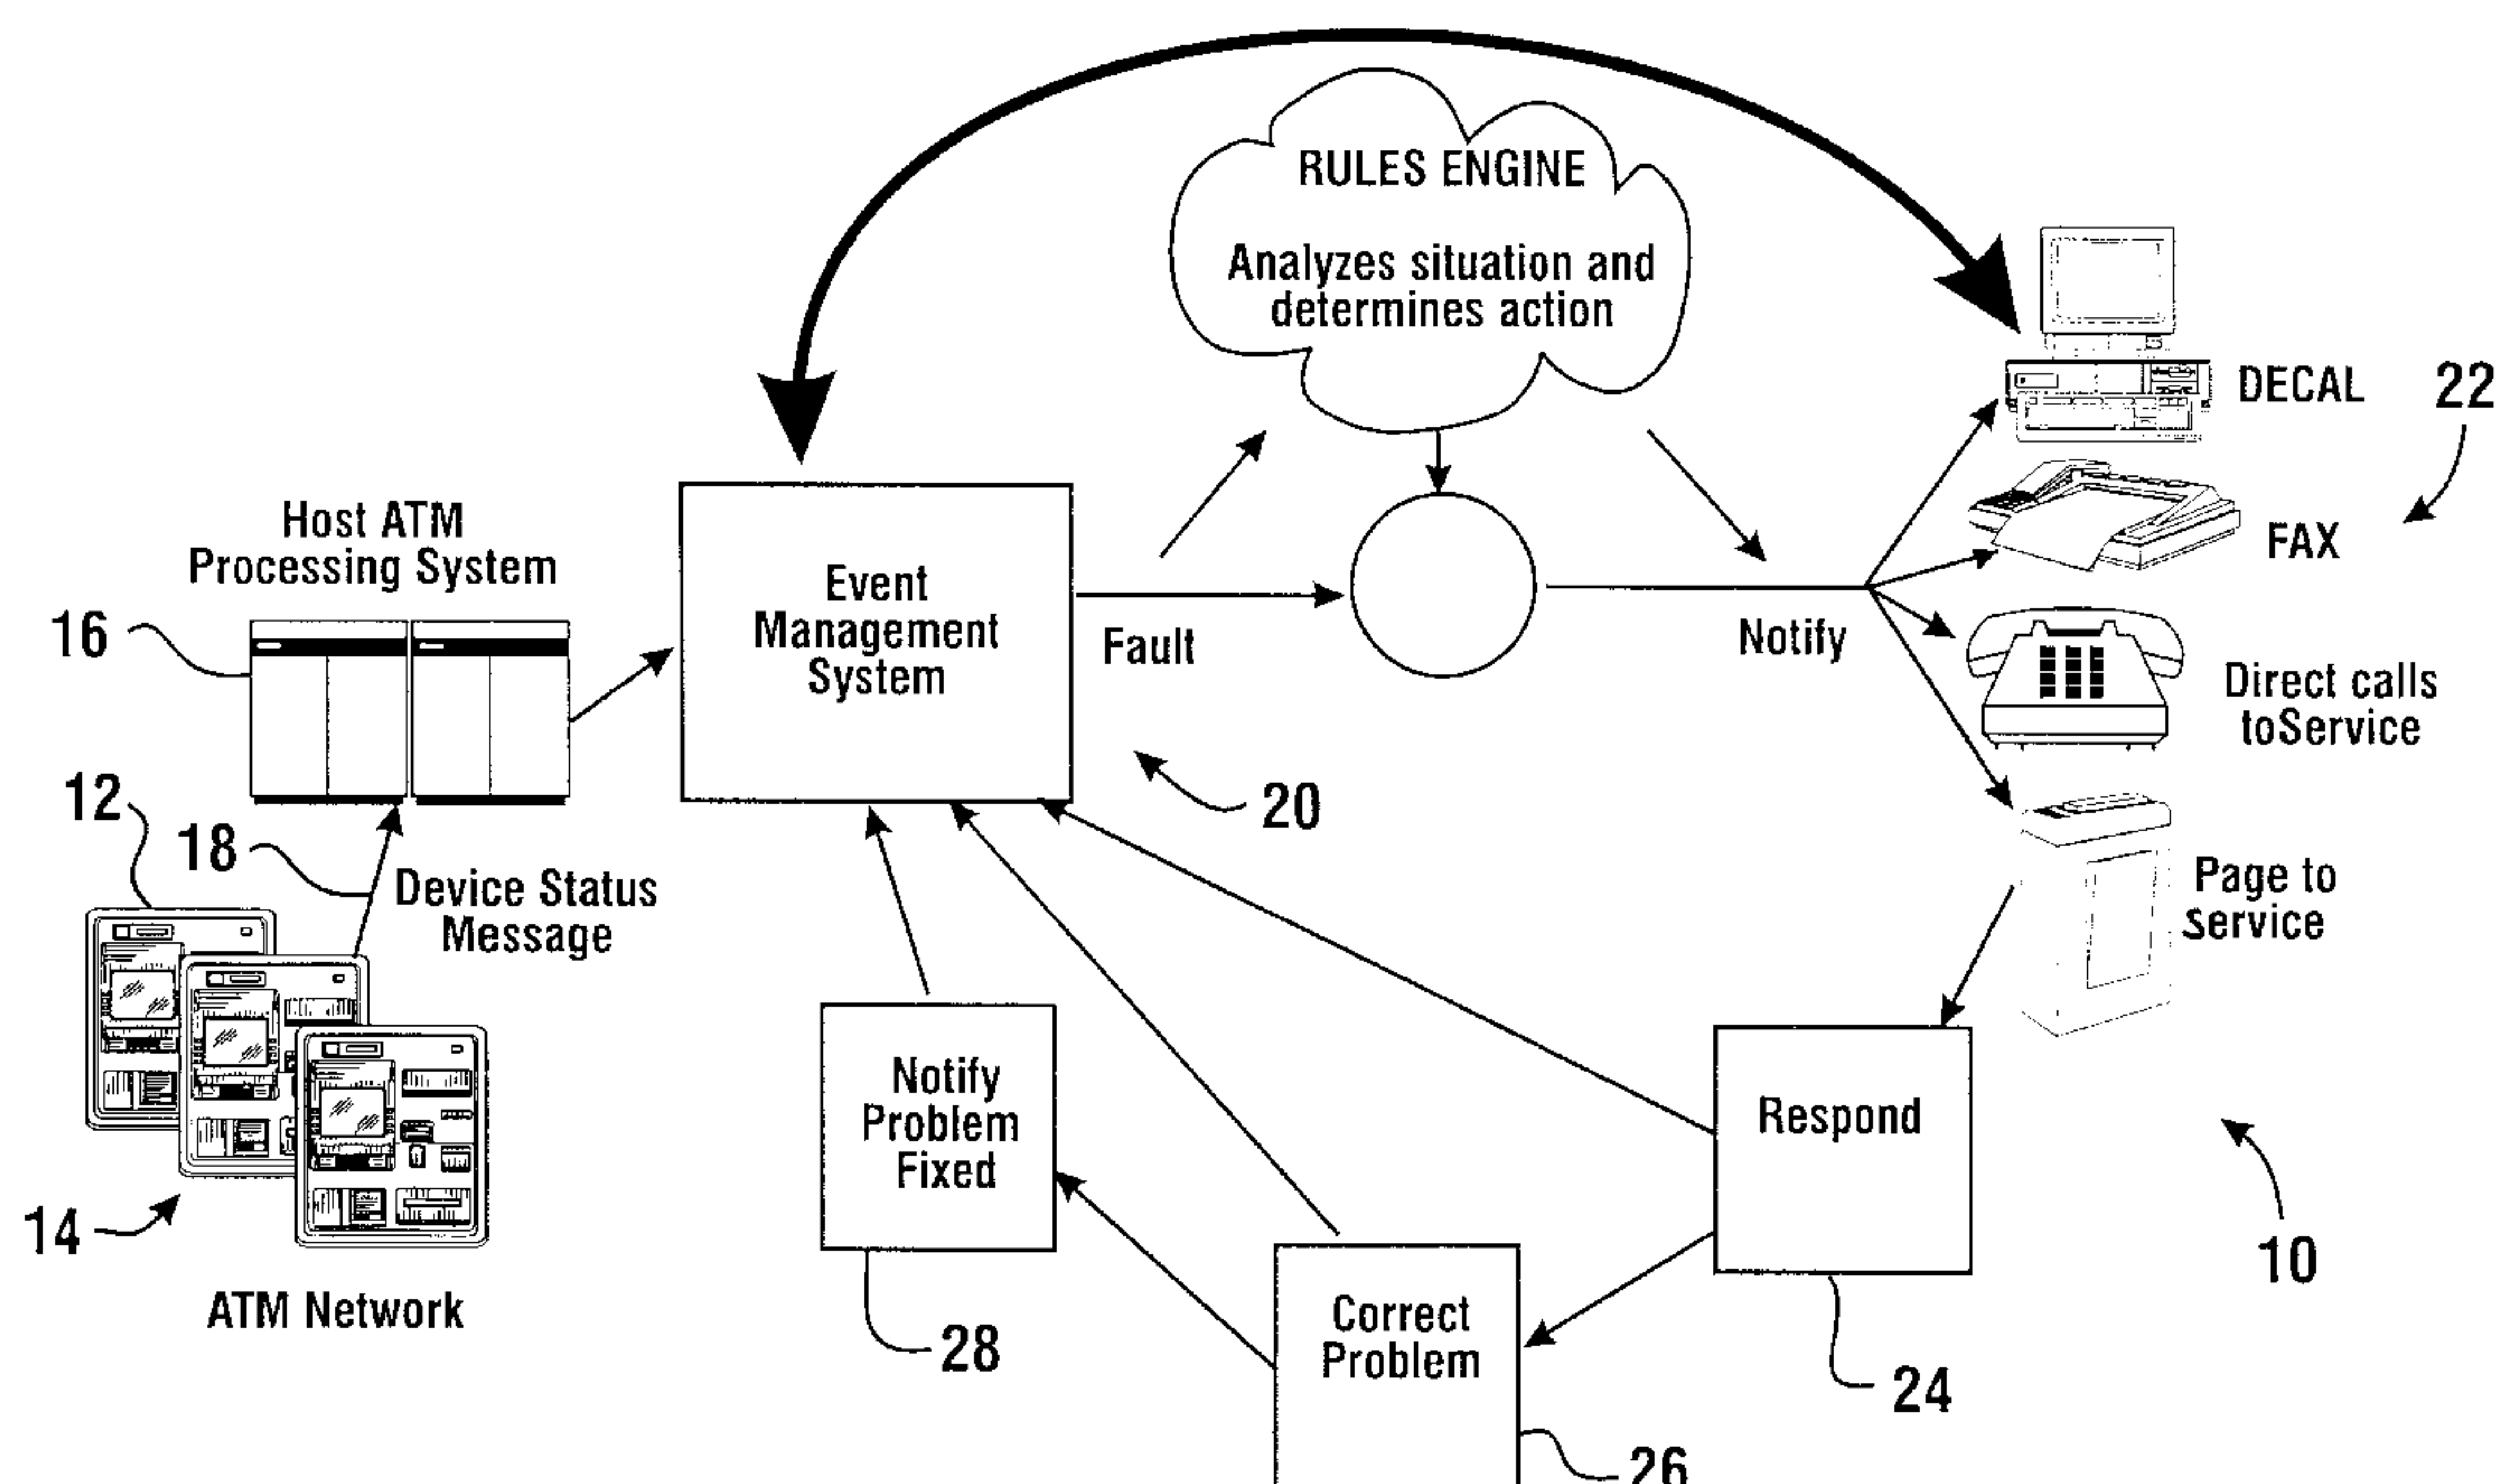 RULES ENGINE
Analyzes situation and
determines action
DECAL
22
Host ATM
Processing System
FAX
16
Event
Management
System
Fault
Notify
Direct calls
toService
12
18
20
Device Status
Message
Page to
service
Notify
Problem
Fixed
Respond
14
10
ATM Network
Correct
Problem
28
24
26